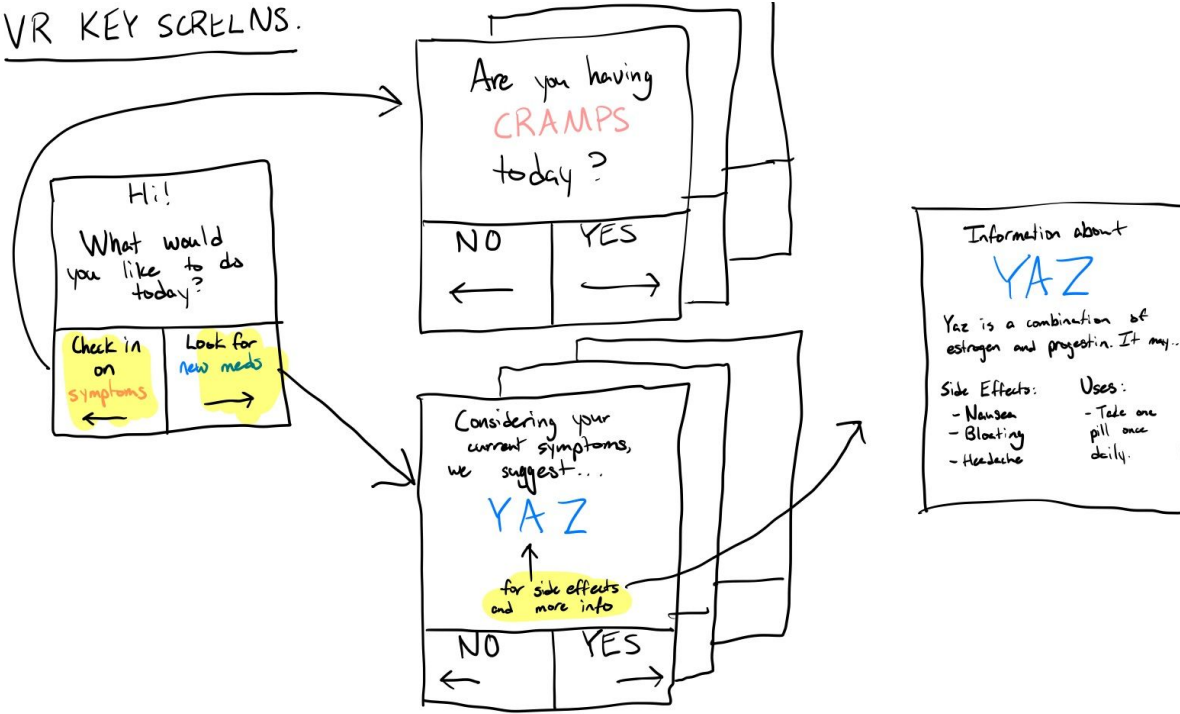 VR KEY SCREENS.
Hi!
What would
you like to do
today?
Check in
on
symptoms
Look for
new meds
Are you having
CRAMPS
today?
NO
YES
Considering your
current symptoms,
we suggest...
YAZ
for side effects
and more info
NO
YES
Information about
YAZ
Yaz is a combination of
estrogen and progestin. It may...
Side Effects:
- Nausea
- Bloating
- Headache
Uses:
- Take one
pill once
daily.